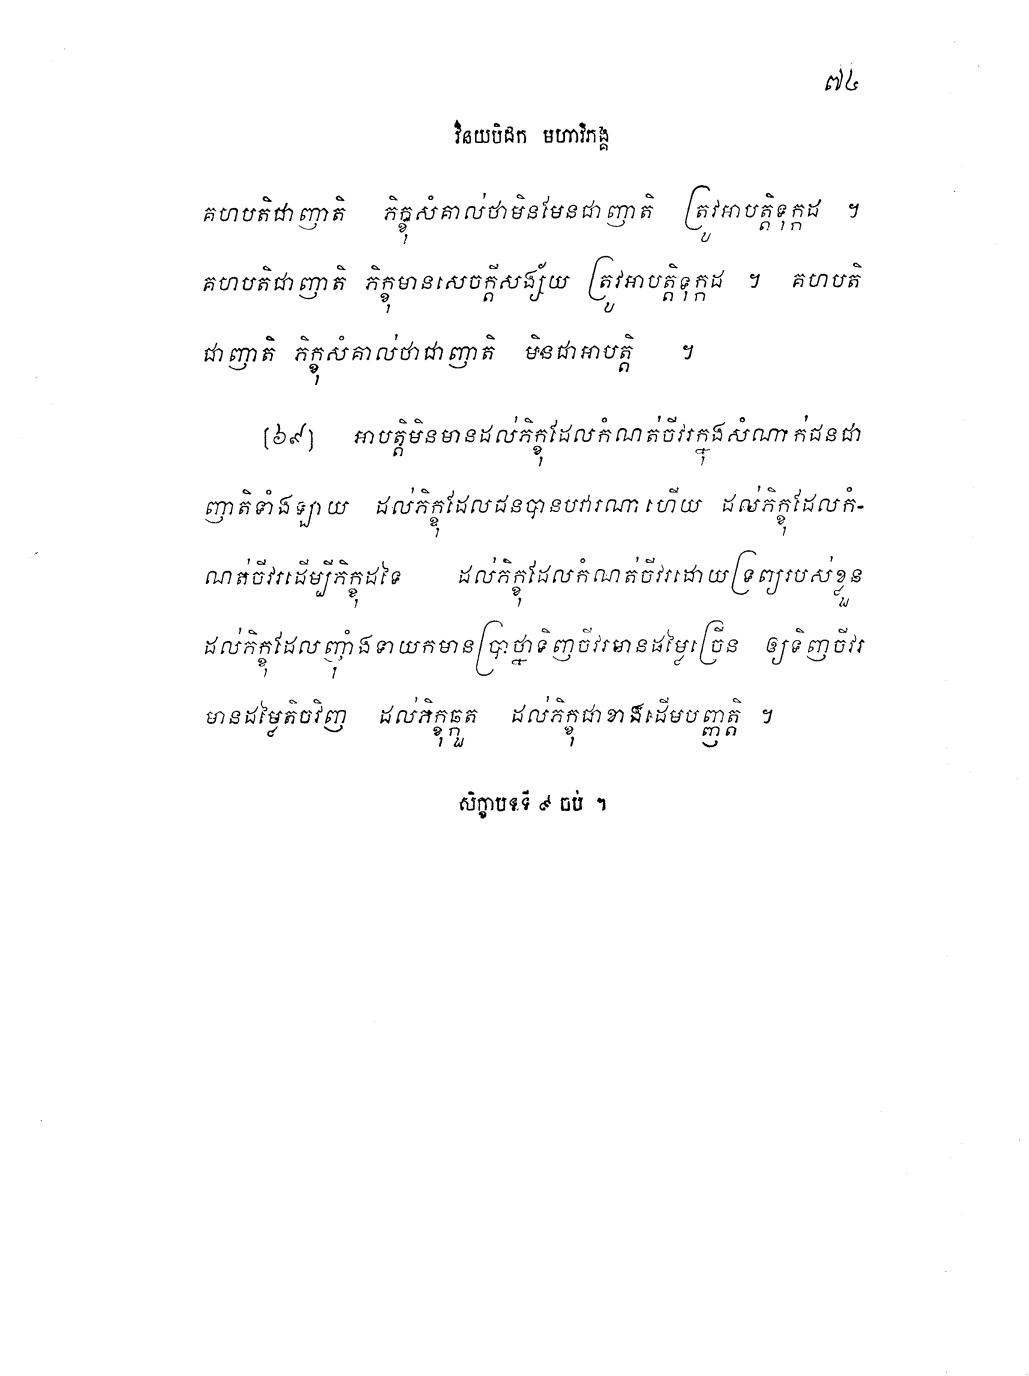 ៧៤
វិនយបិដក មហាវិភង្គ
គហបតិជាញាតិ ភិក្ខុសំគាល់ថាមិនមែនជាញាតិ ត្រូវអាបត្តិទុក្កដ ។
គហបតិជាញាតិ ភិក្ខុមានសេចក្តីសង្ស័យ ត្រូវអាបត្តិទុក្កដ ។ គហបតិ
ជាញាតិ ភិក្ខុសំគាល់ថាជាញាតិ មិនជាអាបត្តិ ។
[៦៩] អាបត្តិមិនមានដល់ភិក្ខុដែលកំណត់ចីវរក្នុងសំណាក់ជនជា
ញាតិទាំងឡាយ ដល់ភិក្ខុដែលជនបានបវារណាហើយ ដល់ភិក្ខុដែលកំ-
ណត់ចីវរដើម្បីភិក្ខុដទៃ ដល់ភិក្ខុដែលកំណត់ចីវរដោយទ្រព្យរបស់ខ្លួន
ដល់ភិក្ខុដែលញ៉ាំងទាយកមានប្រាថ្នាទិញចីវរមានដម្លៃច្រើន ឲ្យទិញចីវរ
មានដម្លៃតិចវិញ ដល់ភិក្ខុឆ្កួត ដល់ភិក្ខុជាខាងដើមបញ្ញត្តិ ។
សិក្ខាបទទី ៩ ចប់ ។